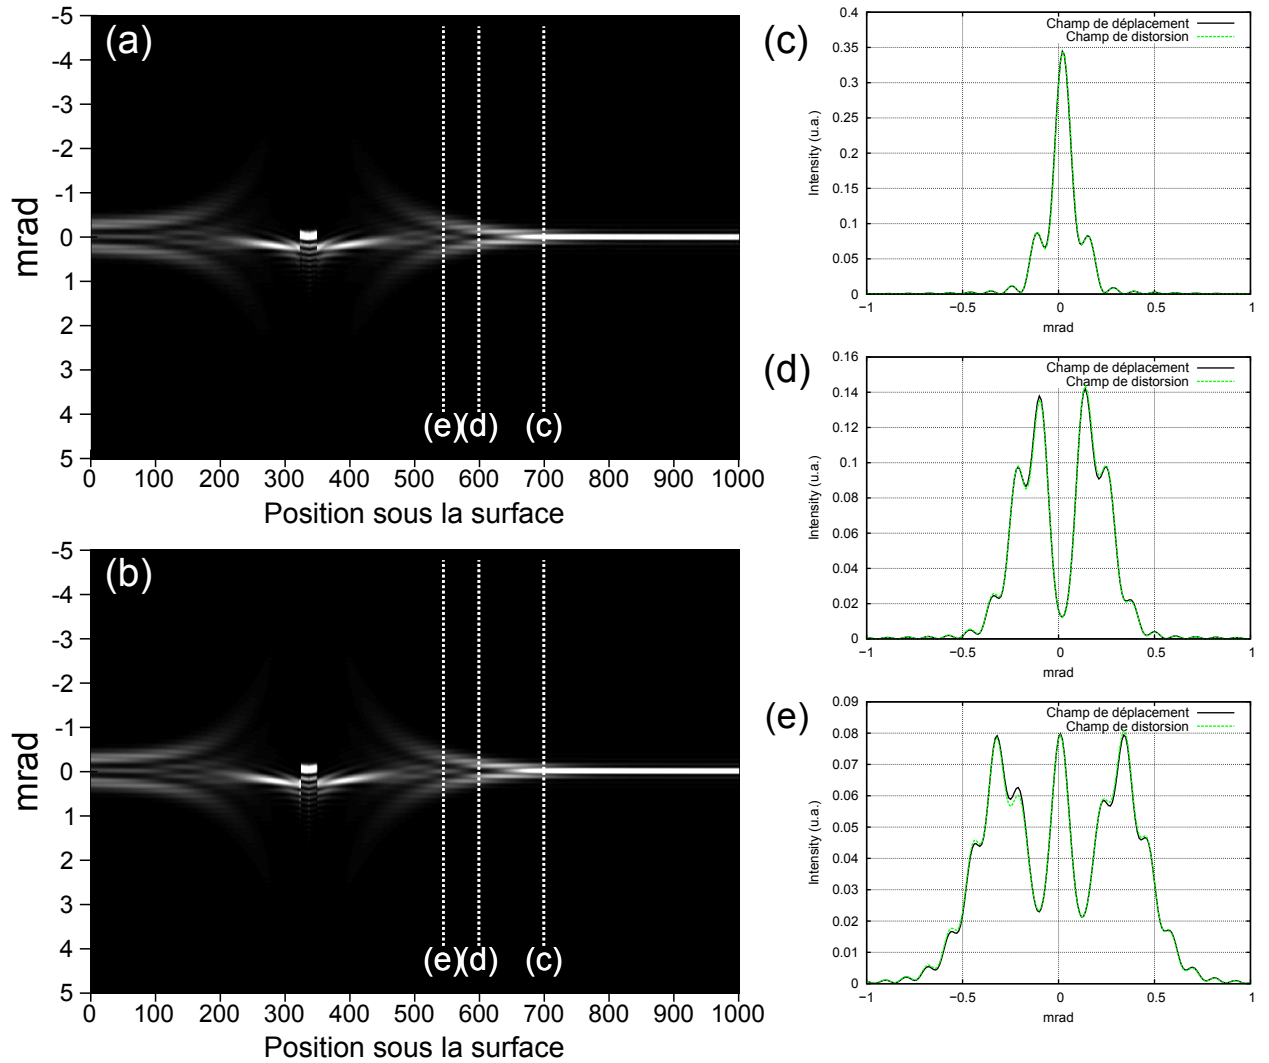 (a)
-5
-4
-3
-2
-1
0
1
2
3
4
5
mrad
(e)(d) (c)
0 100 200 300 400 500 600 700 800 900 1000
Position sous la surface
(b)
-5
-4
-3
-2
-1
0
1
2
3
4
5
mrad
(e)(d) (c)
0 100 200 300 400 500 600 700 800 900 1000
Position sous la surface
(c)
Champ de déplacement
Champ de distorsion
0.4
0.35
0.3
0.25
0.2
0.15
0.1
0.05
0
Intensity (u.a.)
−1 −0.5 0 0.5 1
mrad
(d)
Champ de déplacement
Champ de distorsion
0.16
0.14
0.12
0.1
0.08
0.06
0.04
0.02
0
Intensity (u.a.)
−1 −0.5 0 0.5 1
mrad
(e)
Champ de déplacement
Champ de distorsion
0.09
0.08
0.07
0.06
0.05
0.04
0.03
0.02
0.01
0
Intensity (u.a.)
−1 −0.5 0 0.5 1
mrad